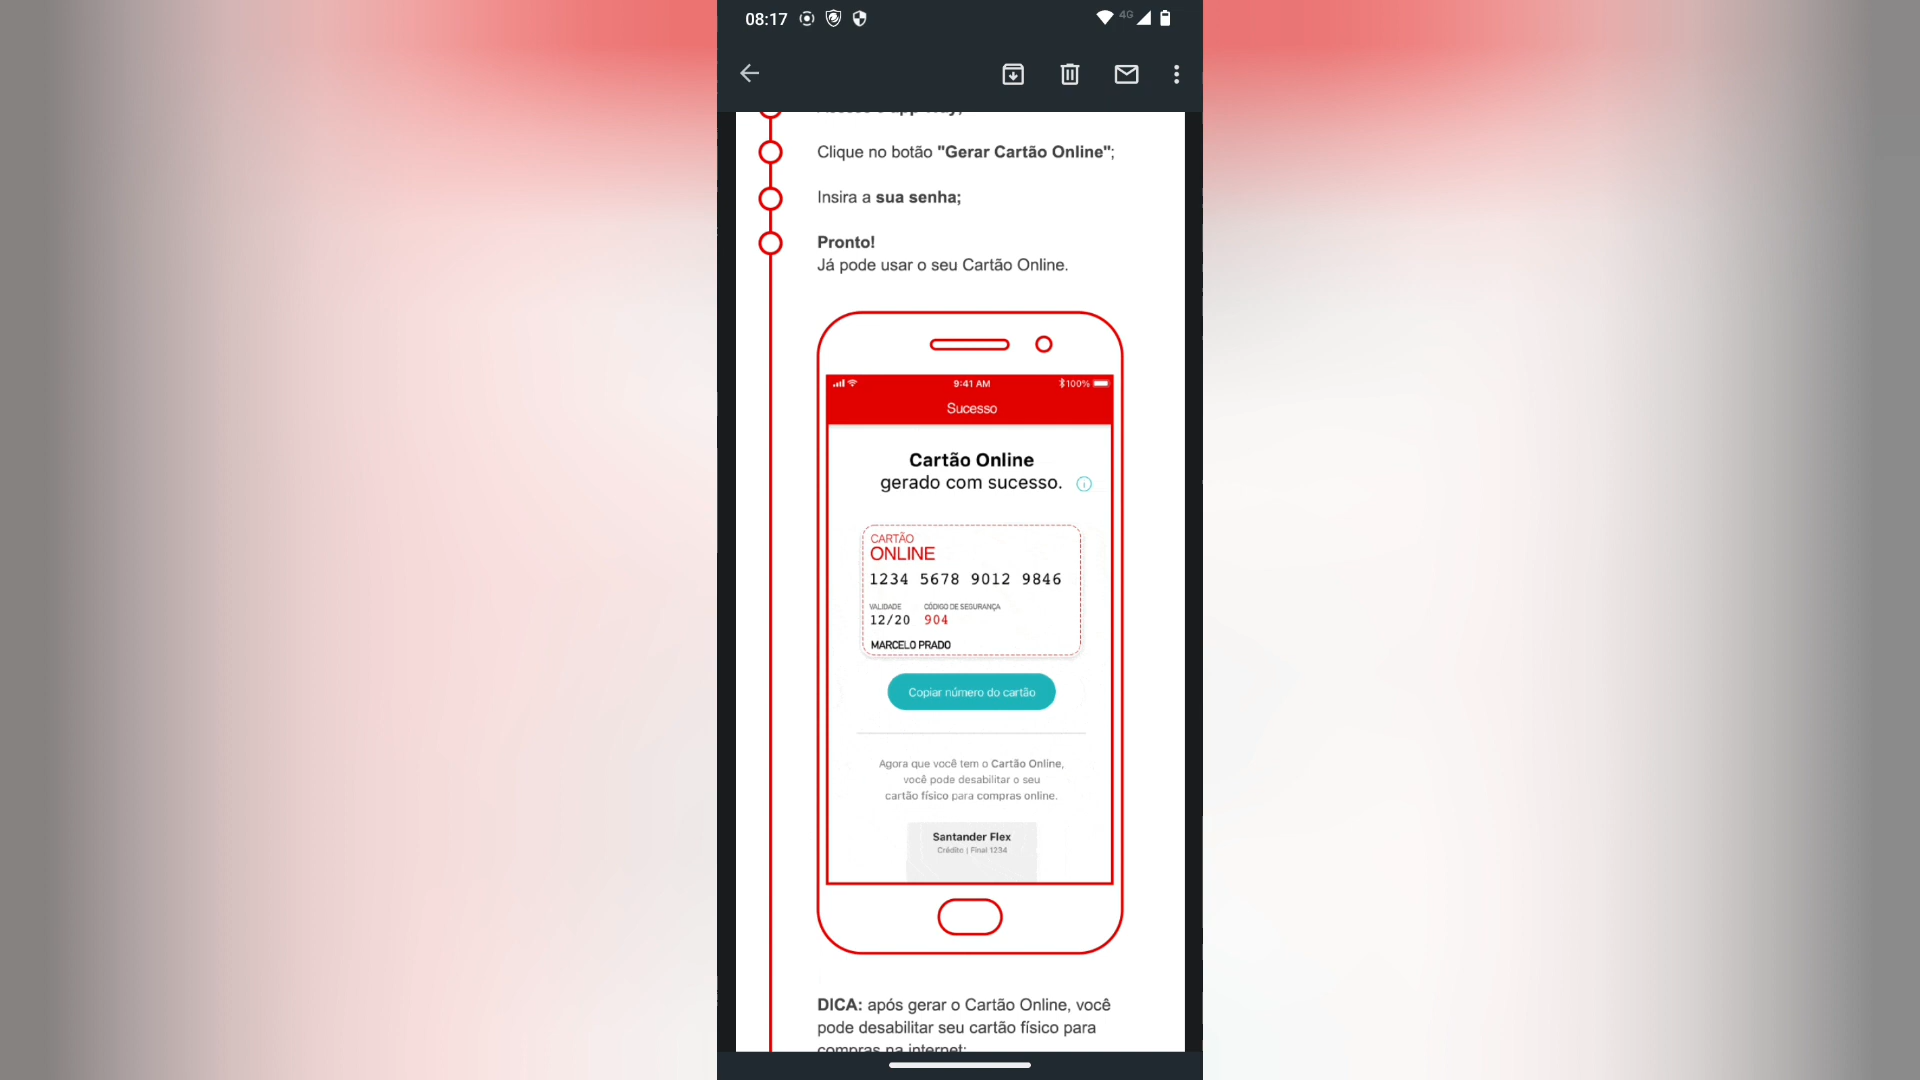 08:17
4G
Clique no botão "Gerar Cartão Online";
Insira a sua senha;
Pronto!
Já pode usar o seu Cartão Online.
9:41 AM
100%
Sucesso
Cartão Online
gerado com sucesso.
CARTÃO
ONLINE
1234 5678 9012 9846
VALIDADE CÓDIGO DE SEGURANÇA
12/20 904
MARCELO PRADO
Copiar número do cartão
Agora que você tem o Cartão Online,
você pode desabilitar o seu
cartão físico para compras online.
Santander Flex
Crédito | Final 1234
DICA: após gerar o Cartão Online, você
pode desabilitar seu cartão físico para
compras na internet;